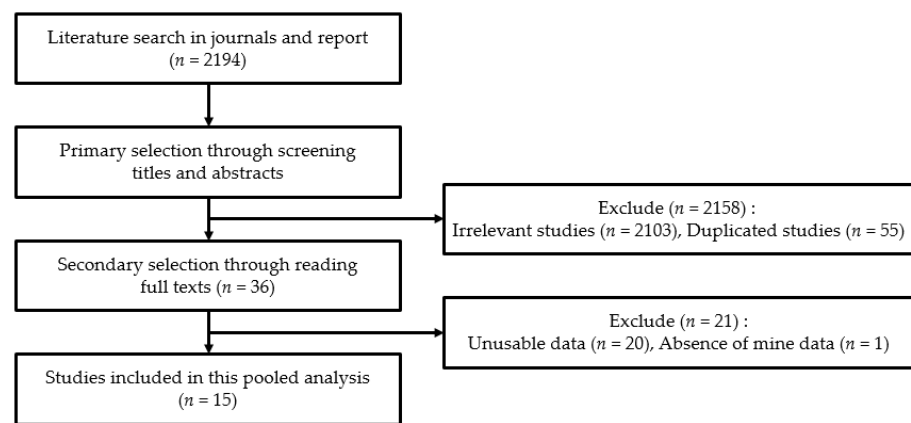 Literature search in journals and report
(n = 2194)
Primary selection through screening
titles and abstracts
Exclude (n = 2158) :
Irrelevant studies (n = 2103), Duplicated studies (n = 55)
Secondary selection through reading
full texts (n = 36)
Exclude (n = 21) :
Unusable data (n = 20), Absence of mine data (n = 1)
Studies included in this pooled analysis
(n = 15)